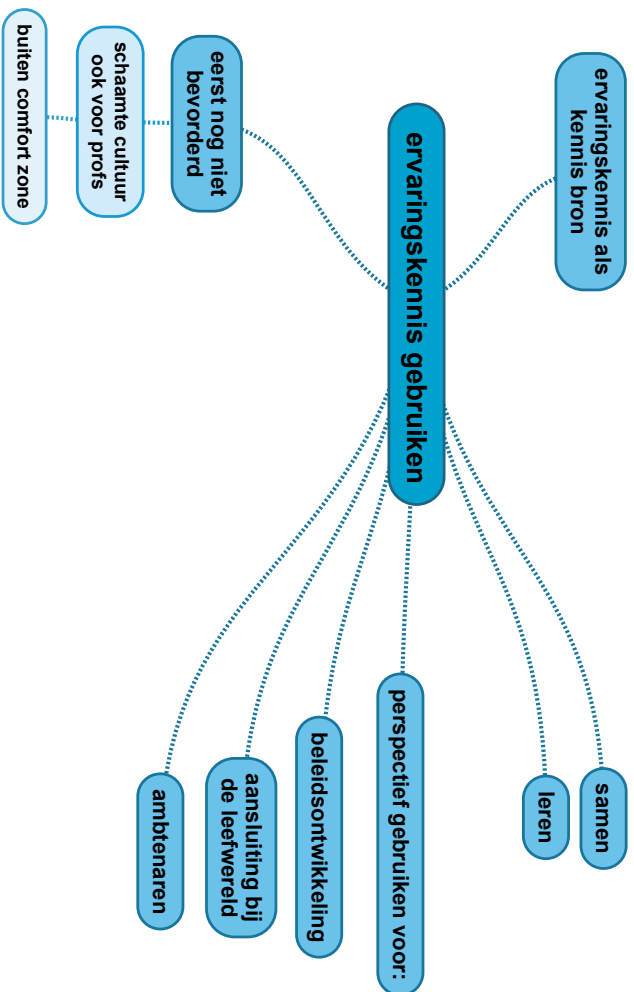 ervaringskennis als
kennis bron
ervaringskennis gebruiken
eerst nog niet
bevorderd
schaamte cultuur
ook voor profs
buiten comfort zone
samen
leren
perspectief gebruiken voor:
beleidsontwikkeling
aansluiting bij
de leefwereld
ambtenaren